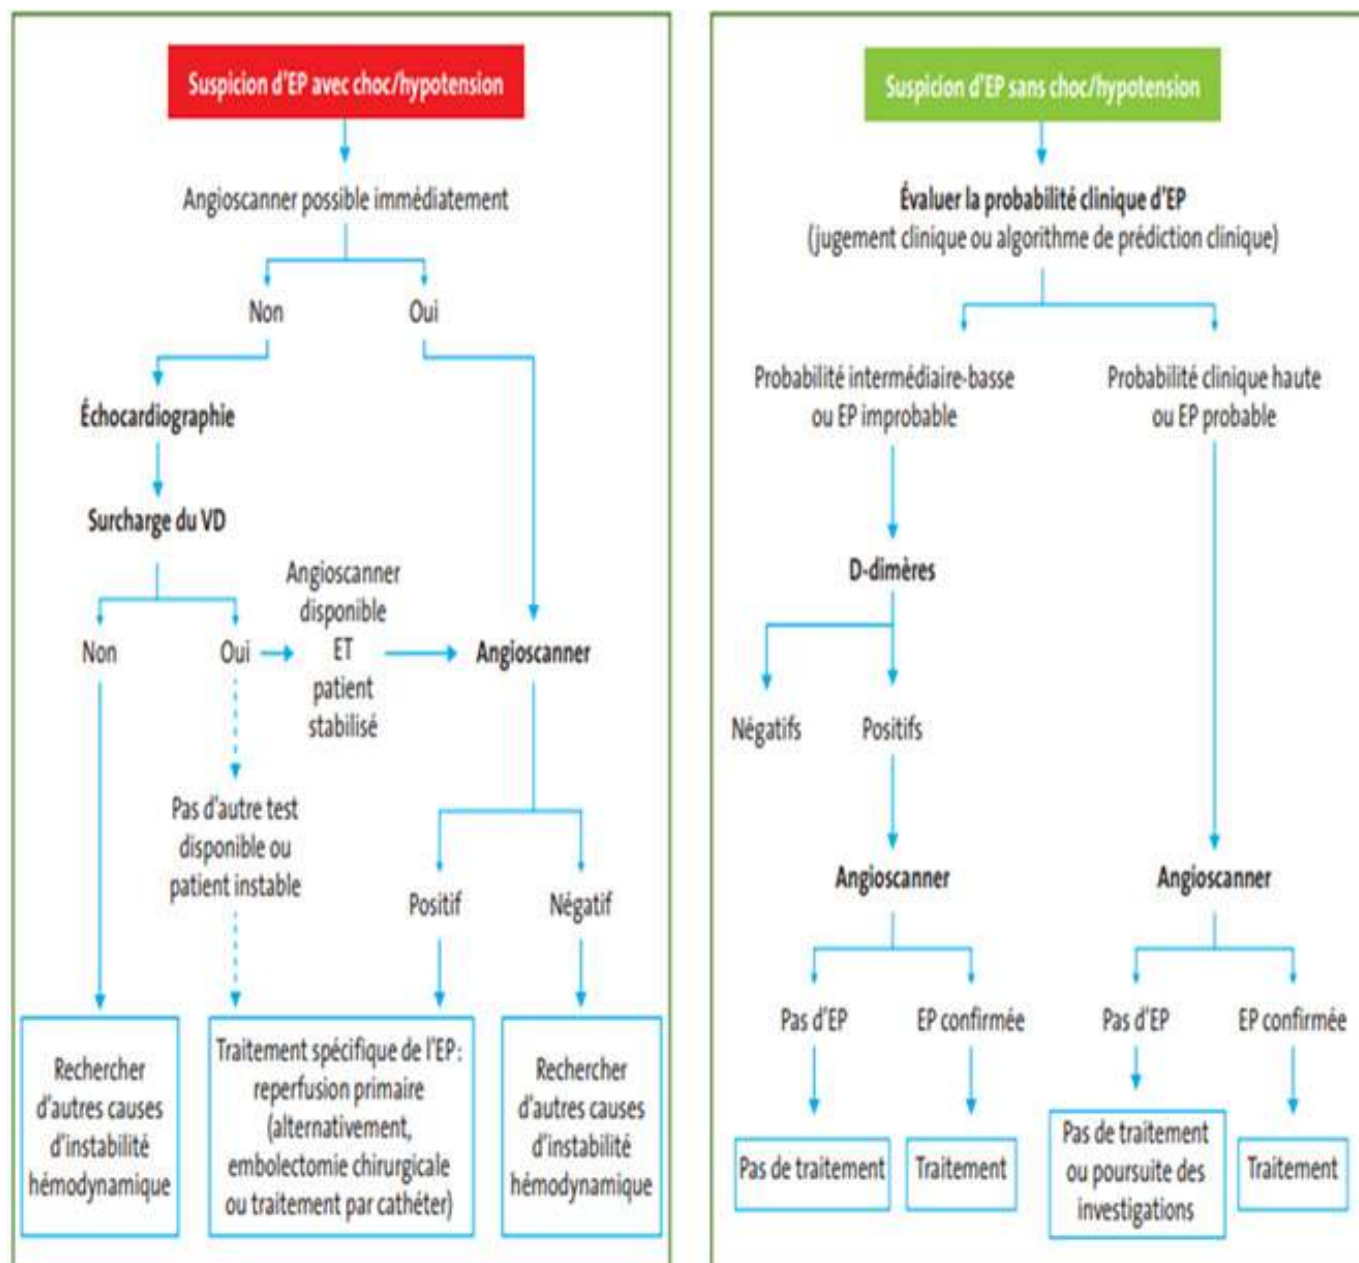 Suspicion d'EP avec choc/hypotension
Angioscanner possible immédiatement
Non
Oui
Échocardiographie
Surcharge du VD
Non
Oui
Angioscanner
disponible
ET
patient
stabilisé
Angioscanner
Pas d'autre test
disponible ou
patient instable
Positif
Négatif
Rechercher
d'autres causes
d'instabilité
hémodynamique
Traitement spécifique de l'EP :
reperfusion primaire
(alternativement,
embolectomie chirurgicale
ou traitement par cathéter)
Rechercher
d'autres causes
d'instabilité
hémodynamique
Suspicion d'EP sans choc/hypotension
Évaluer la probabilité clinique d'EP
(jugement clinique ou algorithme de prédiction clinique)
Probabilité intermédiaire-basse
ou EP improbable
Probabilité clinique haute
ou EP probable
D-dimères
Négatifs
Positifs
Angioscanner
Angioscanner
Pas d'EP
EP confirmée
Pas d'EP
EP confirmée
Pas de traitement
Traitement
Pas de traitement
ou poursuite des
investigations
Traitement